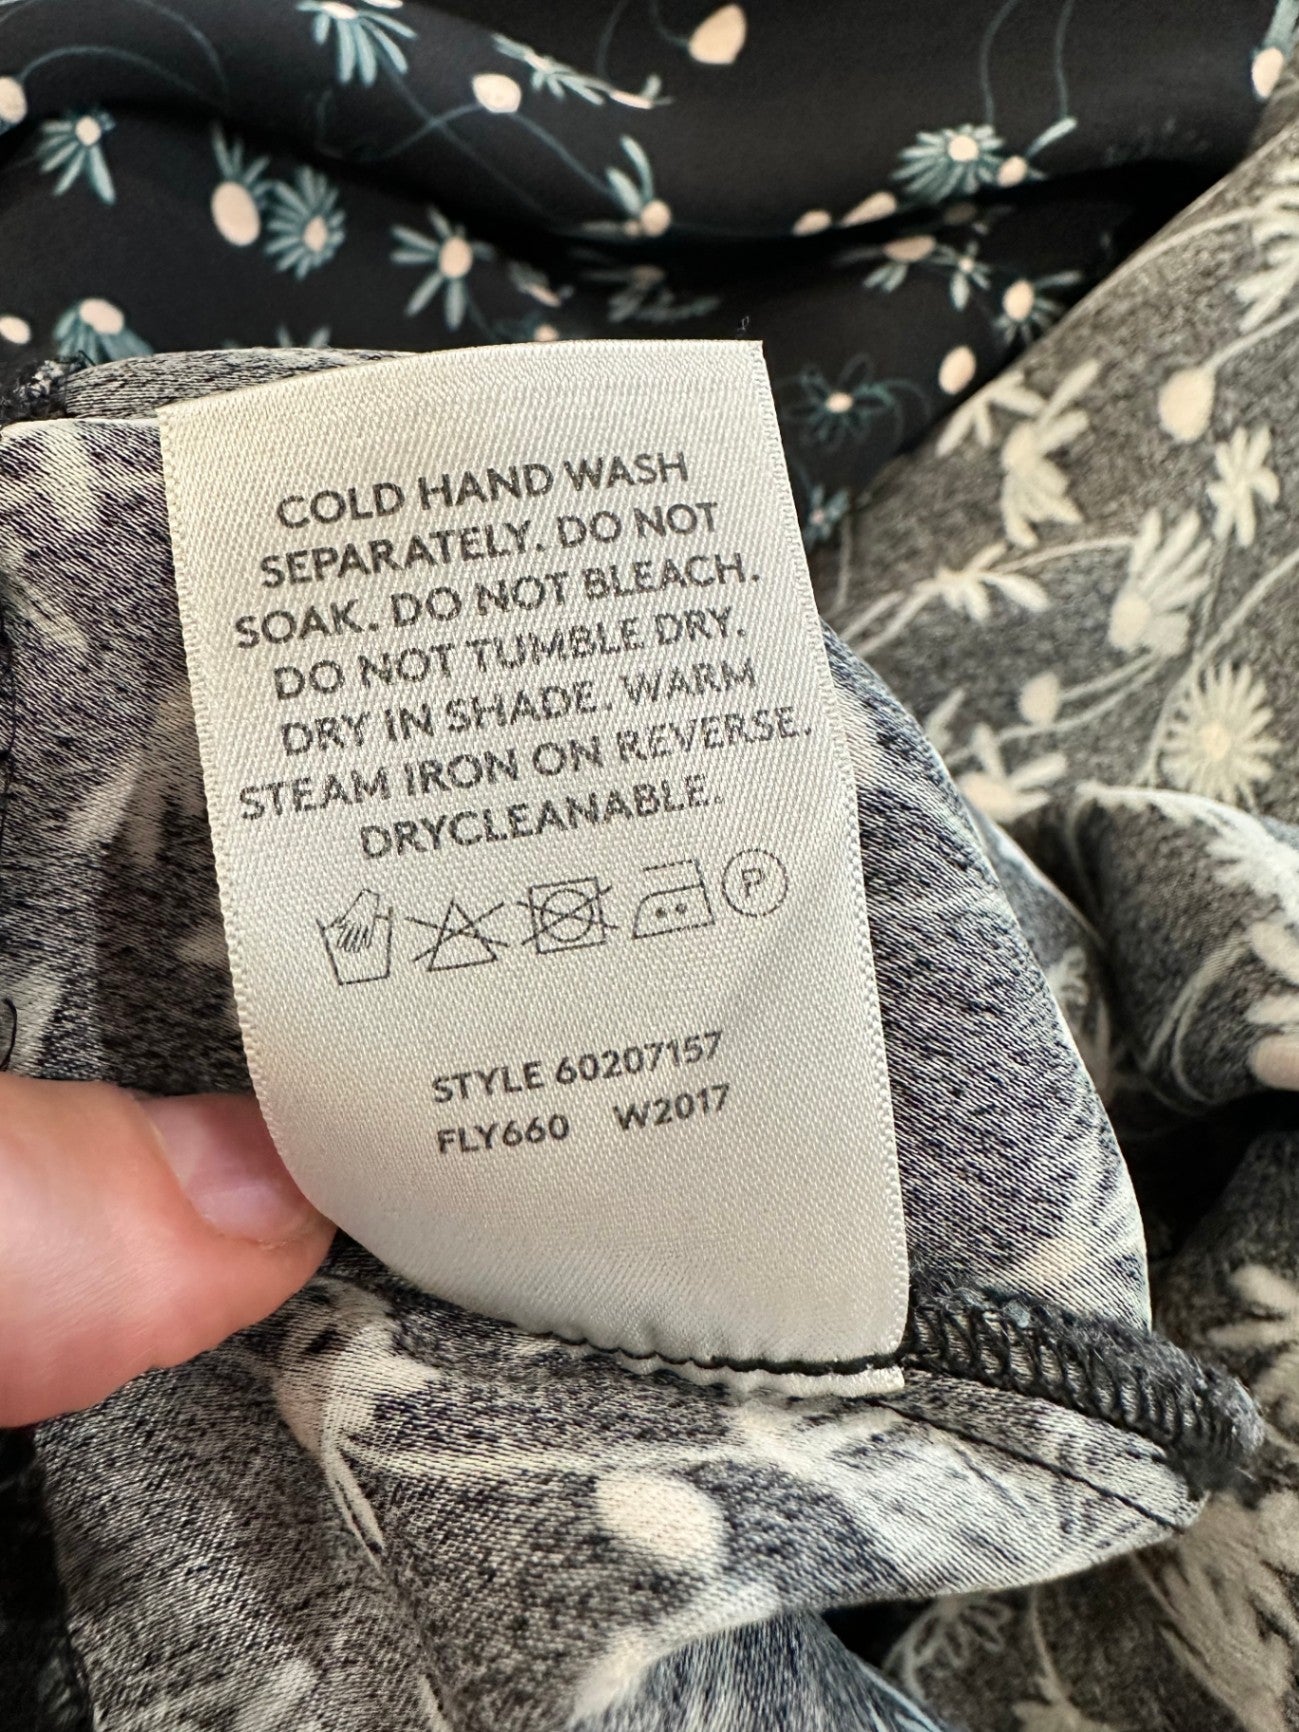 COLD HAND WASH
SEPARATELY. DO NOT
SOAK. DO NOT BLEACH.
DO NOT TUMBLE DRY.
DRY IN SHADE. WARM
STEAM IRON ON REVERSE.
DRYCLEANABLE.
P
STYLE 60207157
FLY660 W2017